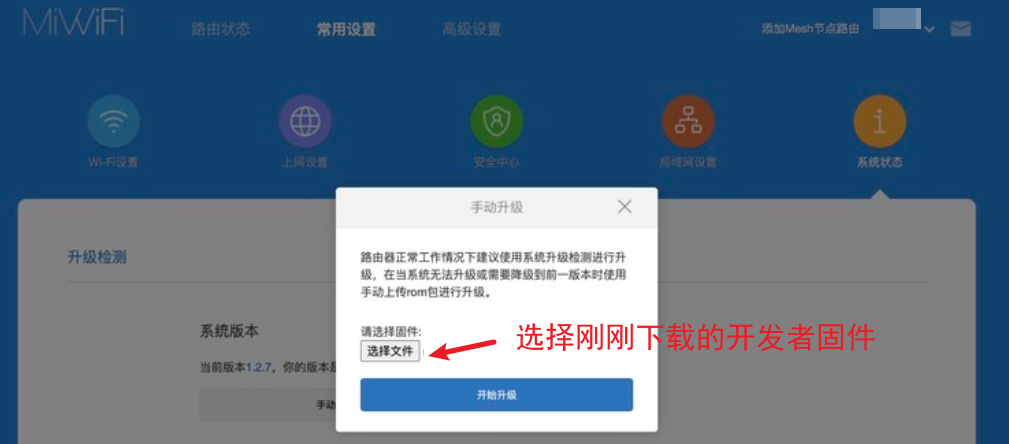 MiWiFi
路由状态 常用设置 高级设置 添加Mesh节点路由
Wi-Fi设置 上网设置 安全中心 局域网设置 系统状态
手动升级
升级检测
路由器正常工作情况下建议使用系统升级检测进行升
级，在当系统无法升级或需要降级到前一版本时使用
手动上传rom包进行升级。
系统版本
请选择固件:
选择文件
选择刚刚下载的开发者固件
当前版本1.2.7，你的版本是
开始升级
手动